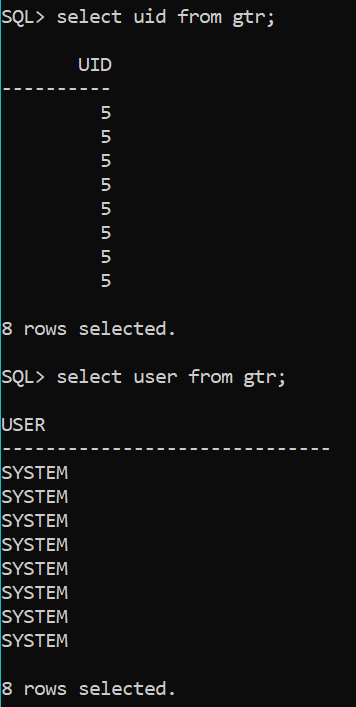 SQL> select uid from gtr;
       UID
----------
         5
         5
         5
         5
         5
         5
         5
         5
8 rows selected.
SQL> select user from gtr;
USER
------------------------------
SYSTEM
SYSTEM
SYSTEM
SYSTEM
SYSTEM
SYSTEM
SYSTEM
SYSTEM
8 rows selected.